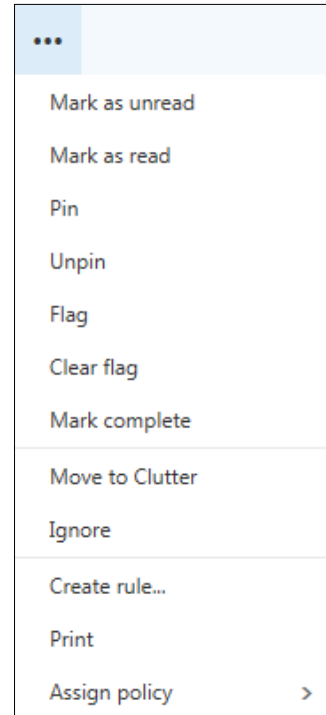 •••
Mark as unread
Mark as read
Pin
Unpin
Flag
Clear flag
Mark complete
Move to Clutter
Ignore
Create rule...
Print
Assign policy >